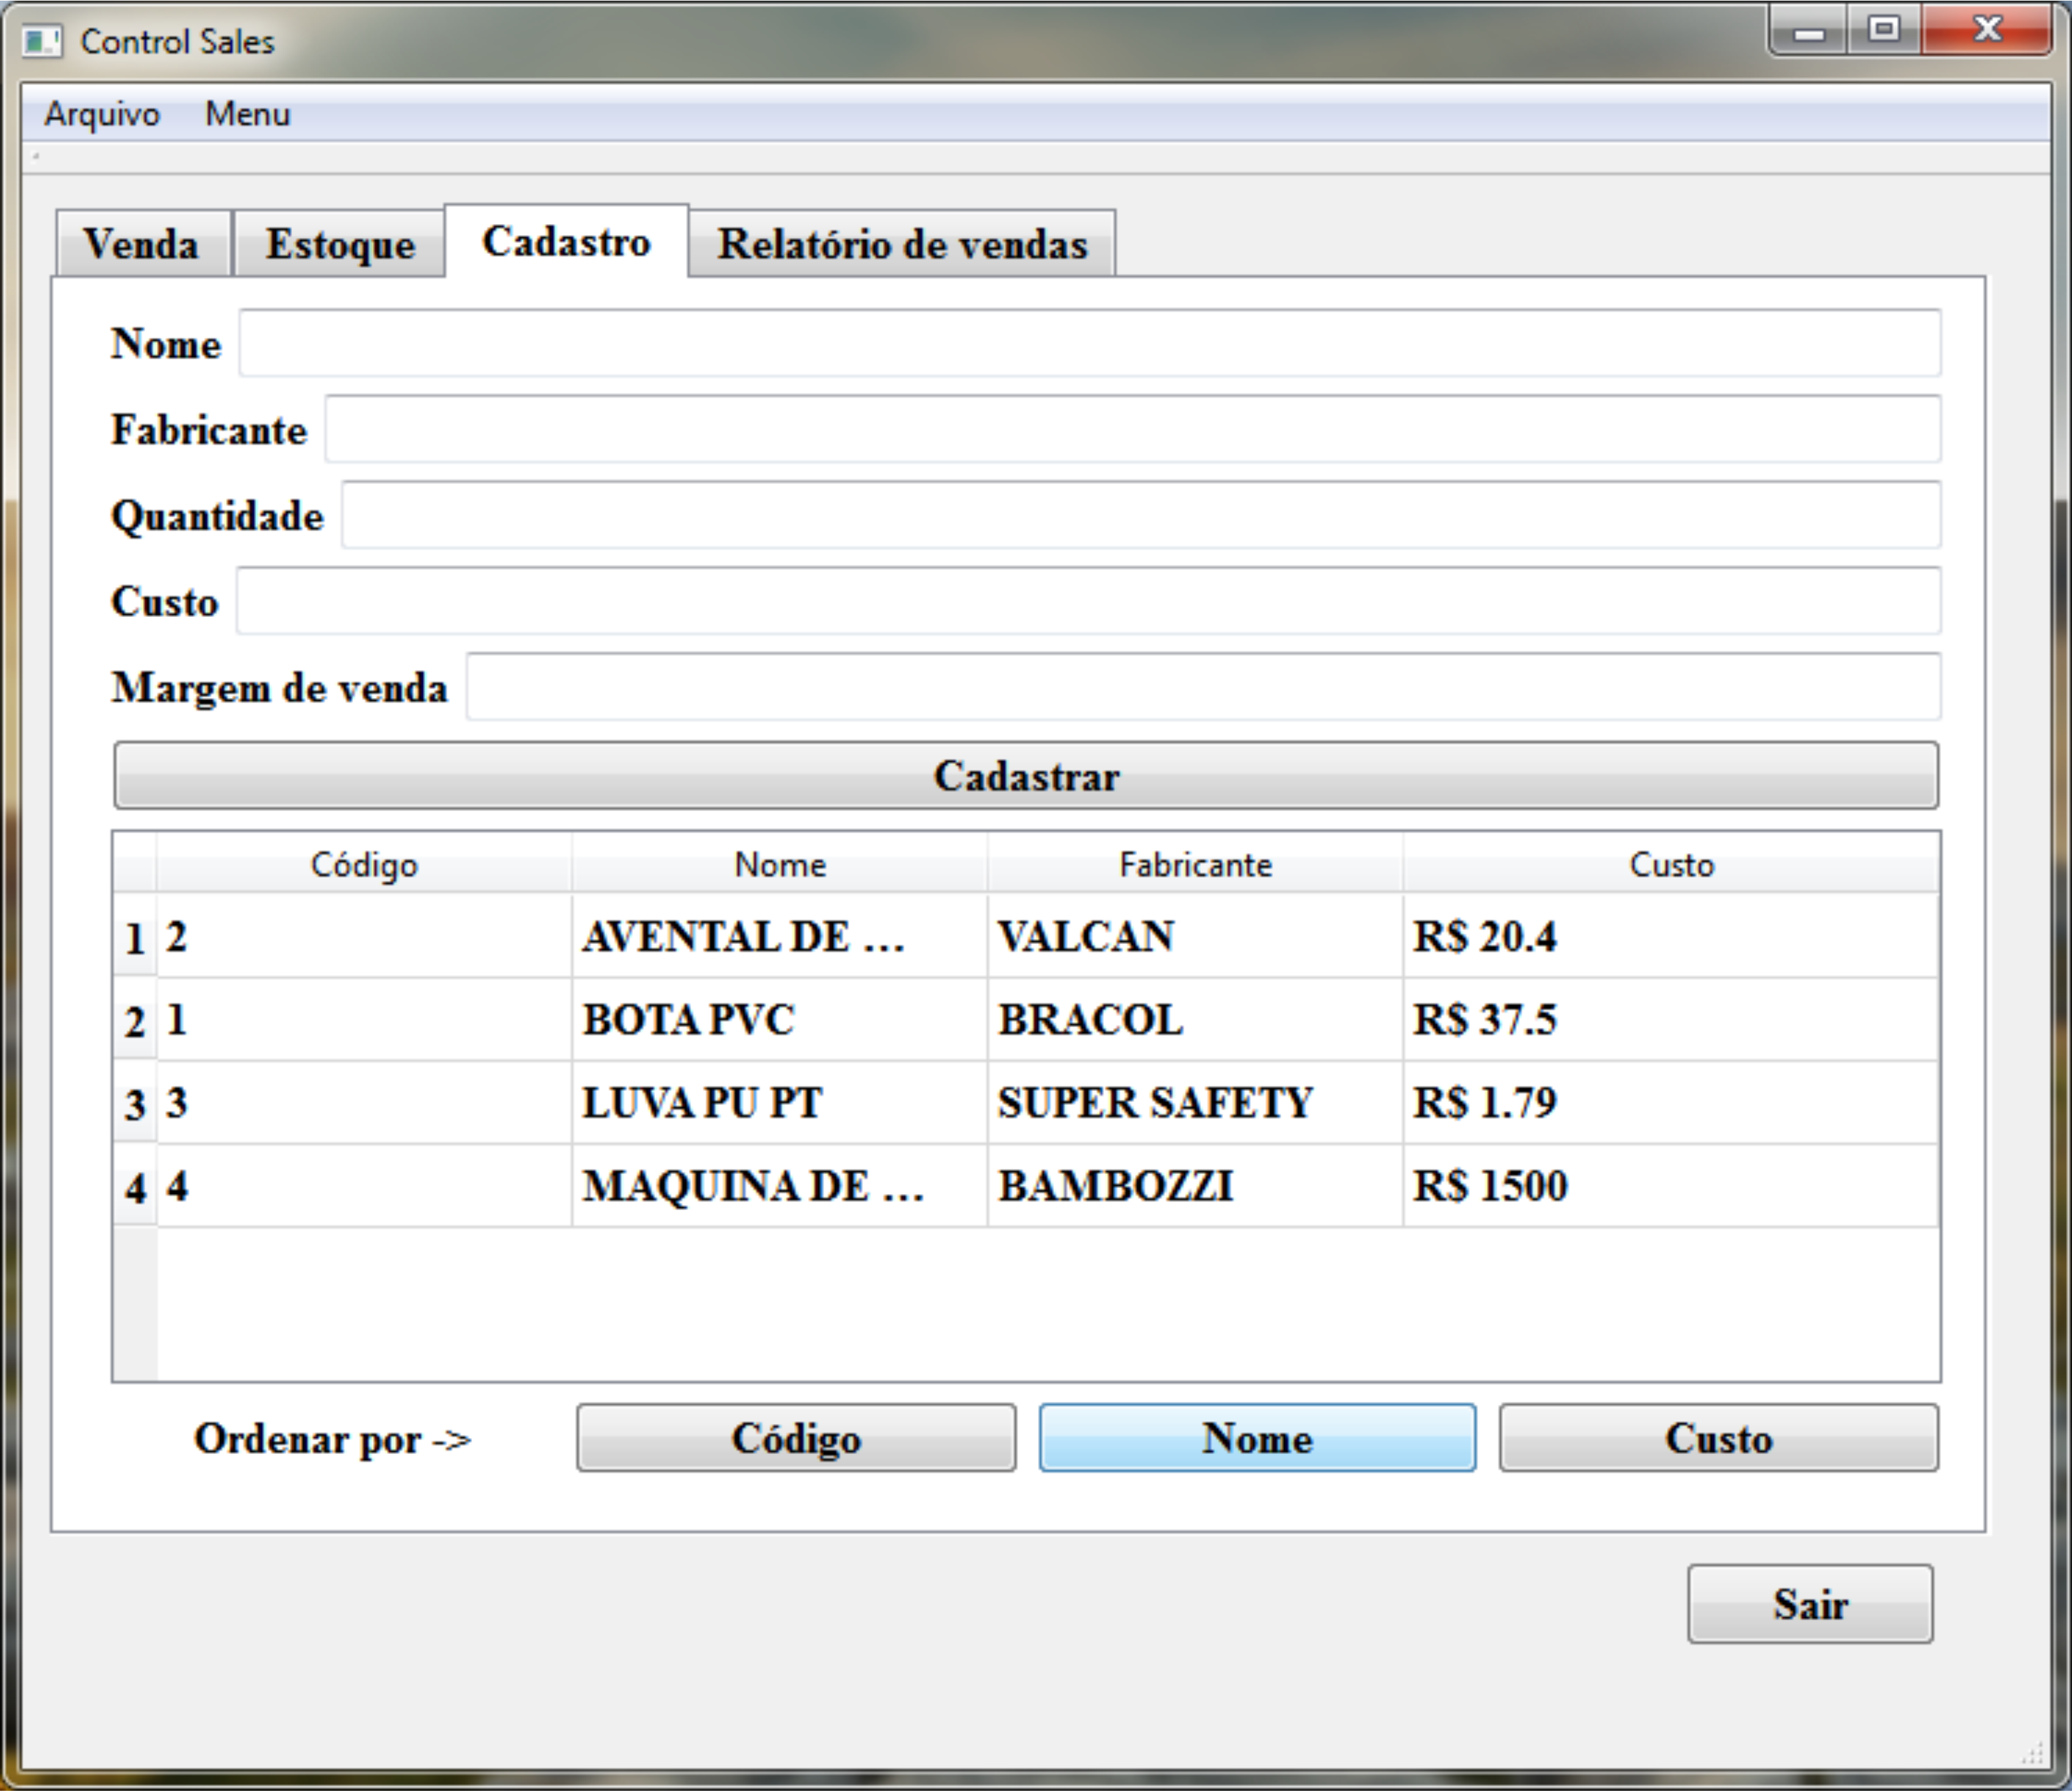 Control Sales
Arquivo Menu
Venda Estoque Cadastro Relatório de vendas
Nome
Fabricante
Quantidade
Custo
Margem de venda
Cadastrar
Código Nome Fabricante Custo
1 2 AVENTAL DE ... VALCAN R$ 20.4
2 1 BOTA PVC BRACOL R$ 37.5
3 3 LUVA PU PT SUPER SAFETY R$ 1.79
4 4 MAQUINA DE ... BAMBOZZI R$ 1500
Ordenar por -> Código Nome Custo
Sair